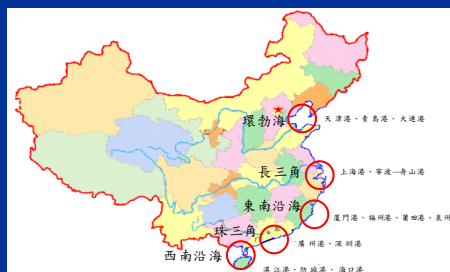 環勃海
天津港、青島港、大連港
長三角
上海港、寧波—舟山港
東南沿海
廈門港、福州港、莆田港、泉州
珠三角
廣州港、深圳港
西南沿海
湛江港、防城港、海口港